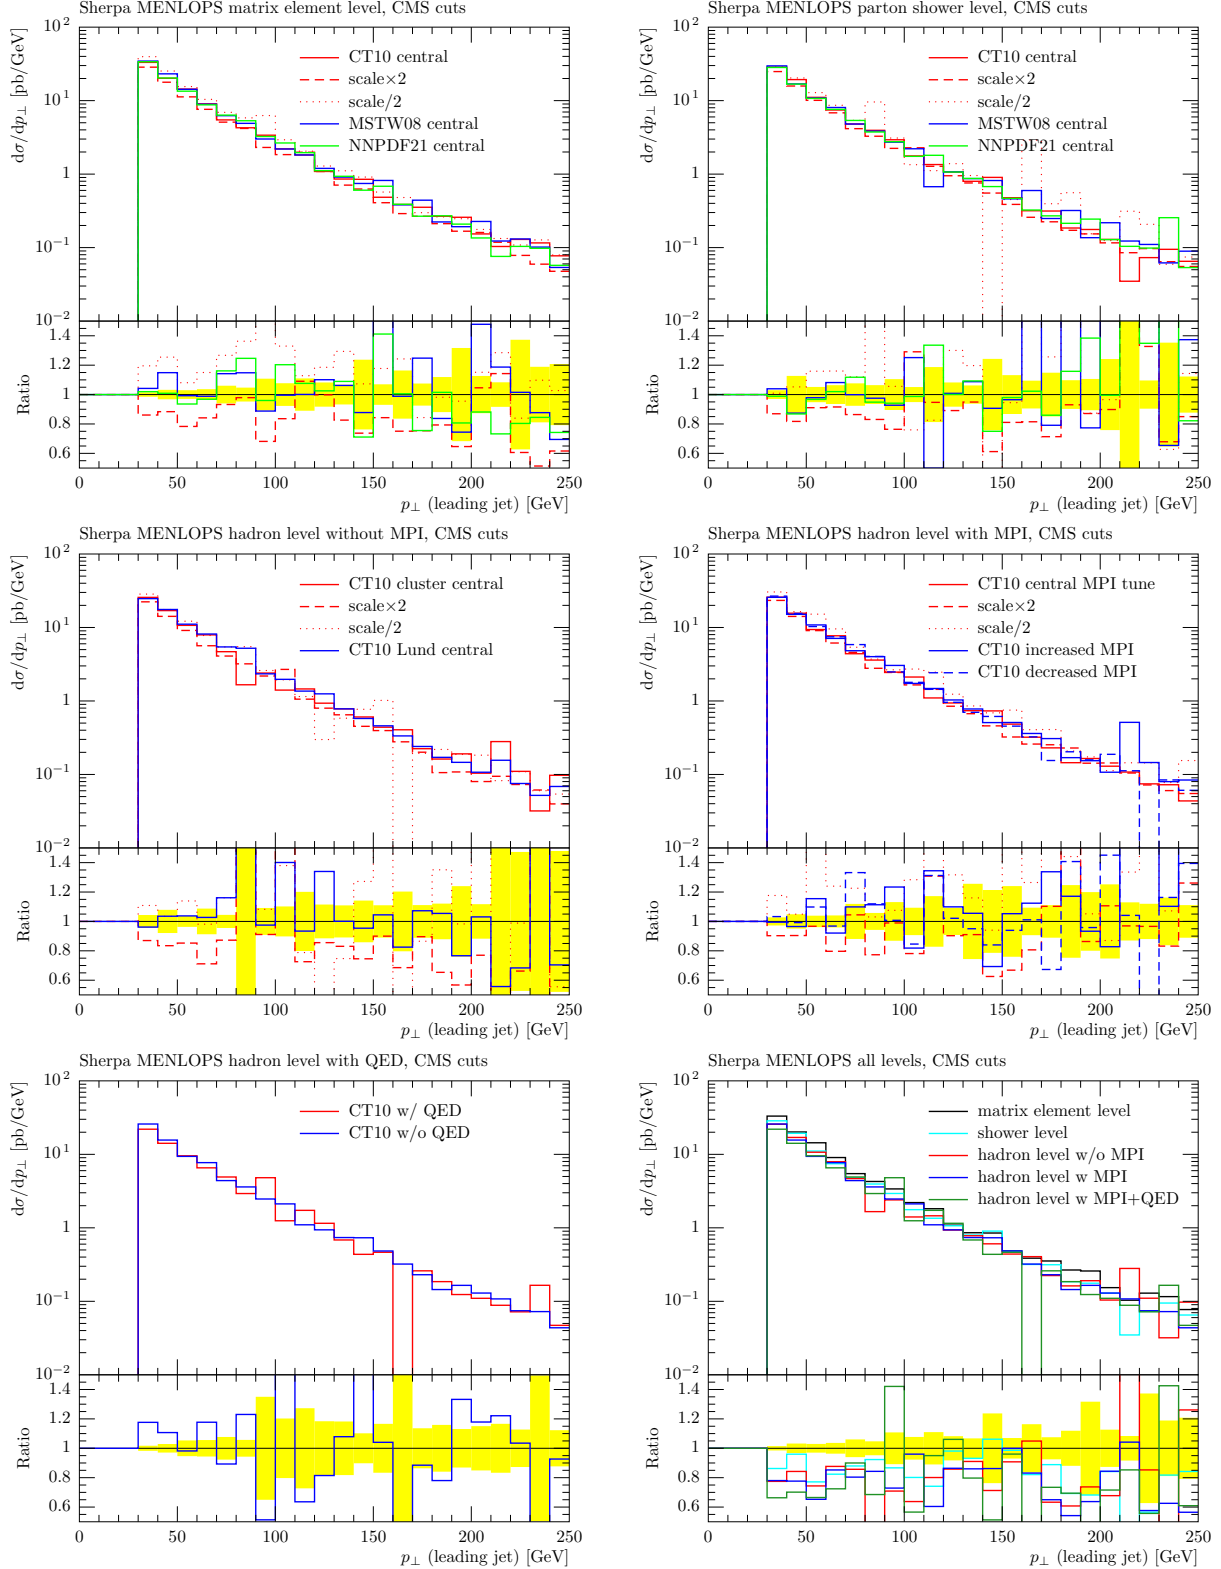 Sherpa MENLOPS matrix element level, CMS cuts
dσ/dp⊥ [pb/GeV]
10²
10¹
1
10⁻¹
10⁻²
CT10 central
scale×2
scale/2
MSTW08 central
NNPDF21 central
Ratio
1.4
1.2
1.0
0.8
0.6
0 50 100 150 200 250
p⊥ (leading jet) [GeV]
Sherpa MENLOPS parton shower level, CMS cuts
dσ/dp⊥ [pb/GeV]
10²
10¹
1
10⁻¹
10⁻²
CT10 central
scale×2
scale/2
MSTW08 central
NNPDF21 central
Ratio
1.4
1.2
1.0
0.8
0.6
0 50 100 150 200 250
p⊥ (leading jet) [GeV]
Sherpa MENLOPS hadron level without MPI, CMS cuts
dσ/dp⊥ [pb/GeV]
10²
10¹
1
10⁻¹
10⁻²
CT10 cluster central
scale×2
scale/2
CT10 Lund central
Ratio
1.4
1.2
1.0
0.8
0.6
0 50 100 150 200 250
p⊥ (leading jet) [GeV]
Sherpa MENLOPS hadron level with MPI, CMS cuts
dσ/dp⊥ [pb/GeV]
10²
10¹
1
10⁻¹
10⁻²
CT10 central MPI tune
scale×2
scale/2
CT10 increased MPI
CT10 decreased MPI
Ratio
1.4
1.2
1.0
0.8
0.6
0 50 100 150 200 250
p⊥ (leading jet) [GeV]
Sherpa MENLOPS hadron level with QED, CMS cuts
dσ/dp⊥ [pb/GeV]
10²
10¹
1
10⁻¹
10⁻²
CT10 w/ QED
CT10 w/o QED
Ratio
1.4
1.2
1.0
0.8
0.6
0 50 100 150 200 250
p⊥ (leading jet) [GeV]
Sherpa MENLOPS all levels, CMS cuts
dσ/dp⊥ [pb/GeV]
10²
10¹
1
10⁻¹
10⁻²
matrix element level
shower level
hadron level w/o MPI
hadron level w MPI
hadron level w MPI+QED
Ratio
1.4
1.2
1.0
0.8
0.6
0 50 100 150 200 250
p⊥ (leading jet) [GeV]